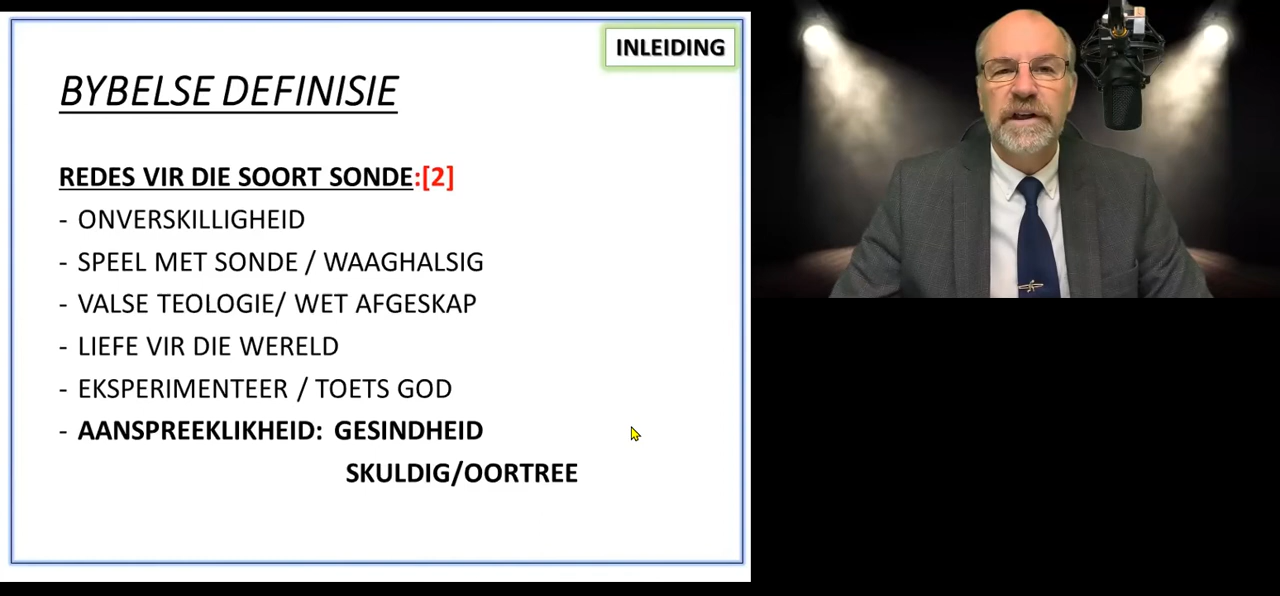 INLEIDING
BYBELSE DEFINISIE
REDES VIR DIE SOORT SONDE:[2]
- ONVERSKILLIGHEID
- SPEEL MET SONDE / WAAGHALSIG
- VALSE TEOLOGIE/ WET AFGESKAP
- LIEFE VIR DIE WERELD
- EKSPERIMENTEER / TOETS GOD
- AANSPREEKLIKHEID: GESINDHEID
SKULDIG/OORTREE